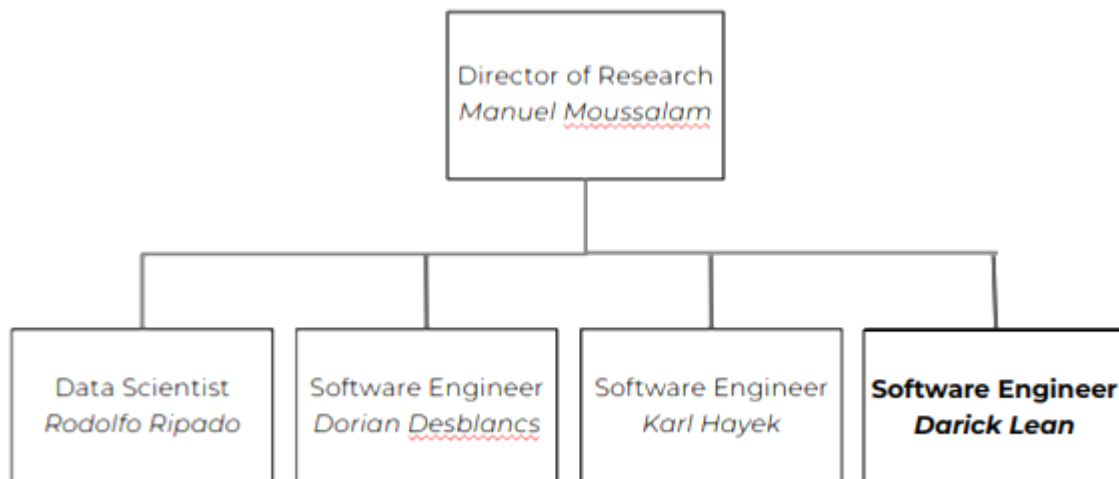 Director of Research
Manuel Moussalam
Data Scientist
Rodolfo Ripado
Software Engineer
Dorian Desblancs
Software Engineer
Karl Hayek
Software Engineer
Darick Lean